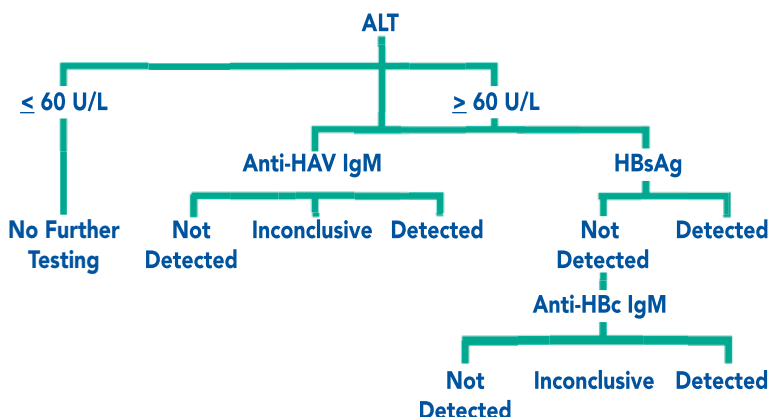 ALT
≤ 60 U/L
≥ 60 U/L
Anti-HAV IgM
HBsAg
No Further
Testing
Not
Detected
Inconclusive
Detected
Not
Detected
Detected
Anti-HBc IgM
Not
Detected
Inconclusive
Detected